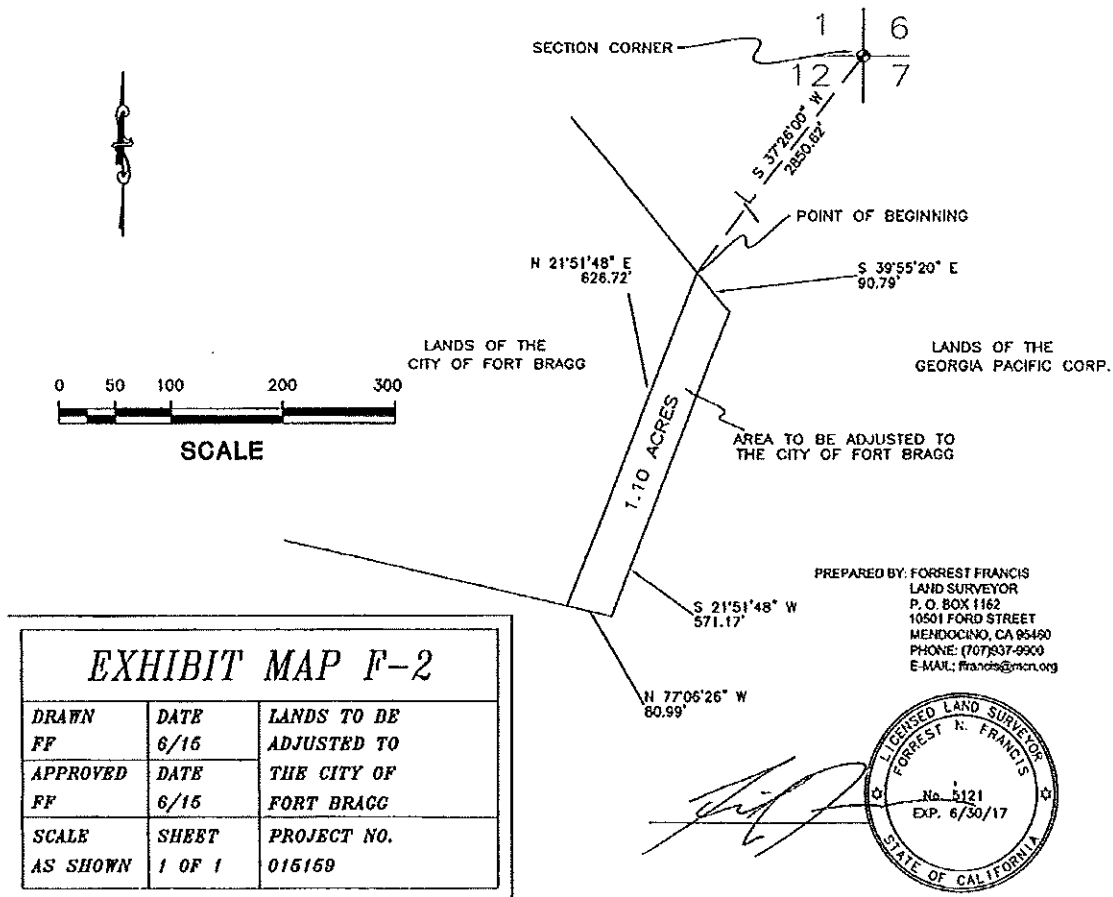 1 6
SECTION CORNER
12 7
S 37°26'00" W
2850.62'
POINT OF BEGINNING
N 21°51'48" E
626.72'
S 39°55'20" E
90.79'
LANDS OF THE
CITY OF FORT BRAGG
LANDS OF THE
GEORGIA PACIFIC CORP.
0 50 100 200 300
SCALE
1.10 ACRES
AREA TO BE ADJUSTED TO
THE CITY OF FORT BRAGG
PREPARED BY: FORREST FRANCIS
LAND SURVEYOR
P. O. BOX 1162
10501 FORD STREET
MENDOCINO, CA 95460
PHONE: (707)937-9900
E-MAIL; ffrancis@mcn.org
S 21°51'48" W
571.17'
N 77°06'26" W
80.99'
EXHIBIT MAP F-2
DRAWN DATE LANDS TO BE
FF 6/15 ADJUSTED TO
APPROVED DATE THE CITY OF
FF 6/15 FORT BRAGG
SCALE SHEET PROJECT NO.
AS SHOWN 1 OF 1 015159
LICENSED LAND SURVEYOR
FORREST N. FRANCIS
No. 5121
EXP. 6/30/17
STATE OF CALIFORNIA